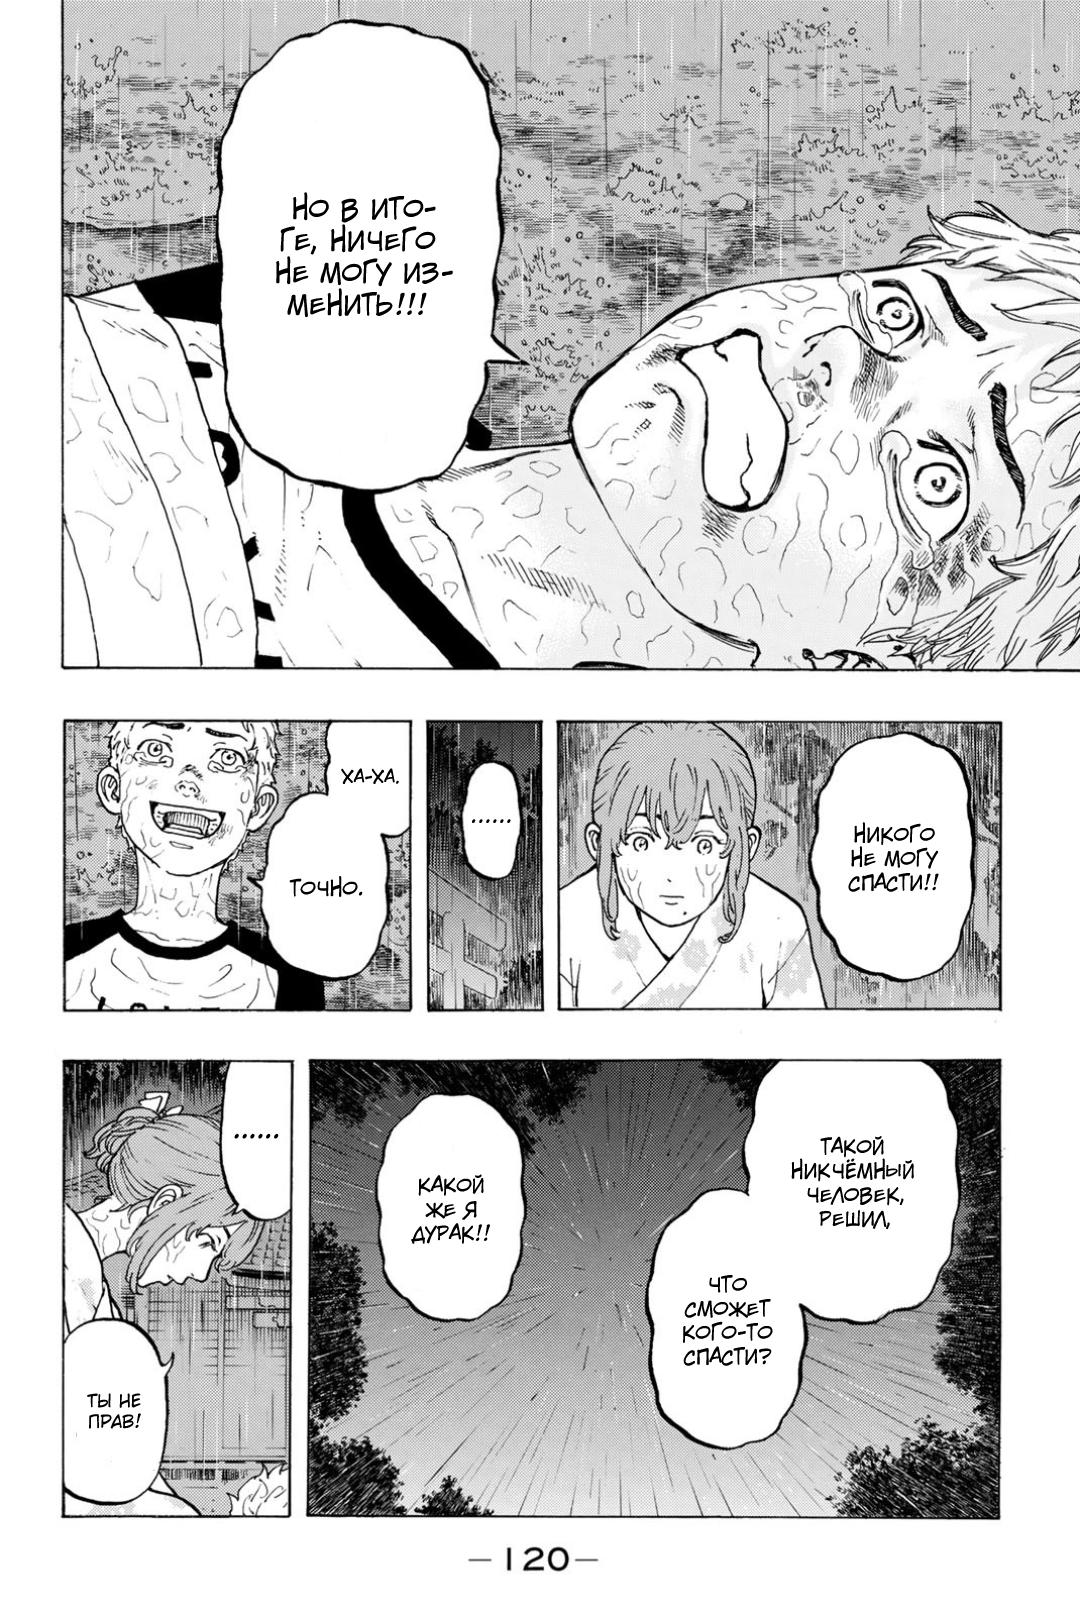 НО В ИТО-
ГЕ, НИЧЕГО
НЕ МОГУ ИЗ-
МЕНИТЬ!!!
НИКОГО
НЕ МОГУ
СПАСТИ!!
......
ХА-ХА.
ТОЧНО.
ТАКОЙ
НИКЧЁМНЫЙ
ЧЕЛОВЕК,
РЕШИЛ,
ЧТО
СМОЖЕТ
КОГО-ТО
СПАСТИ?
КАКОЙ
ЖЕ Я
ДУРАК!!
......
ТЫ НЕ
ПРАВ!
—120—